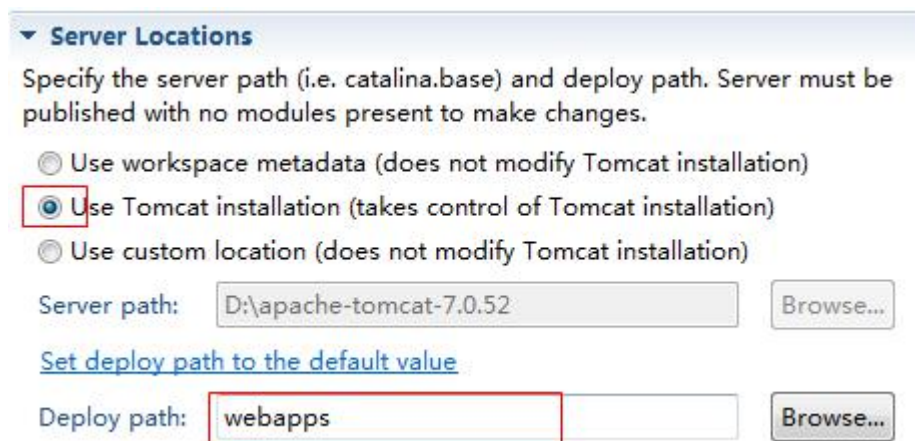 Server Locations
Specify the server path (i.e. catalina.base) and deploy path. Server must be
published with no modules present to make changes.
Use workspace metadata (does not modify Tomcat installation)
Use Tomcat installation (takes control of Tomcat installation)
Use custom location (does not modify Tomcat installation)
Server path: D:\apache-tomcat-7.0.52 Browse...
Set deploy path to the default value
Deploy path: webapps Browse...